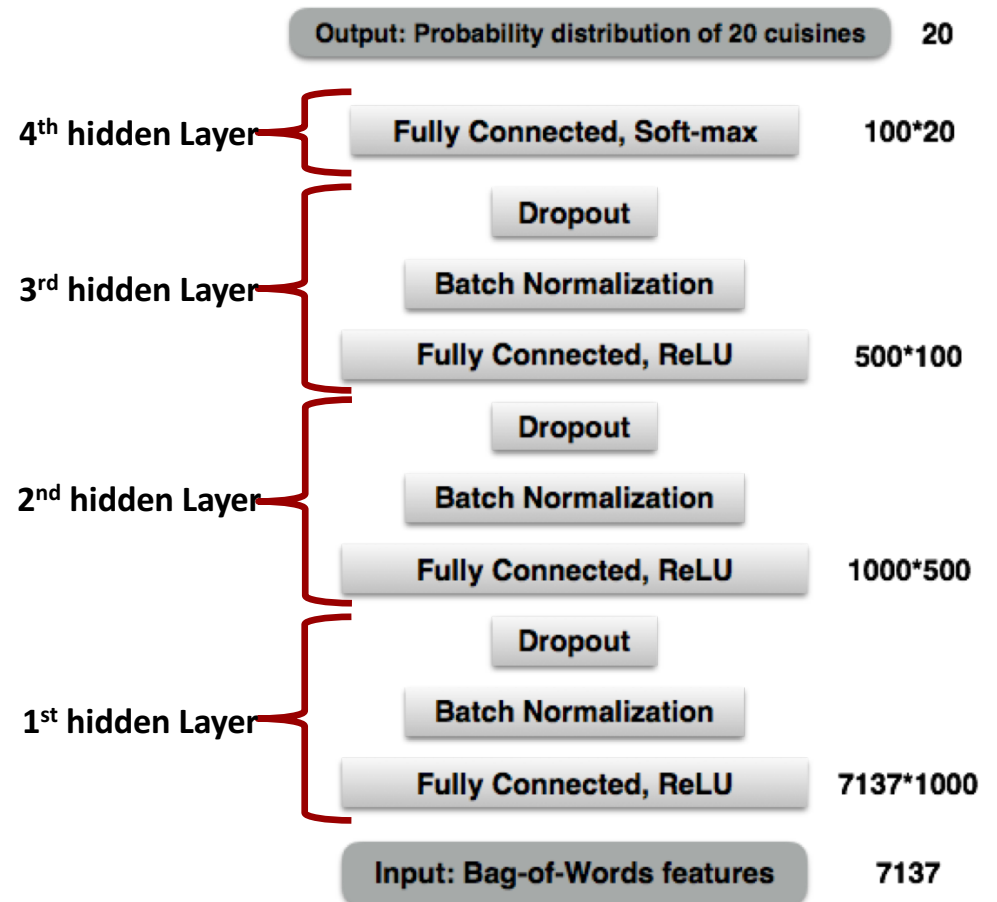 Output: Probability distribution of 20 cuisines 20
4th hidden Layer Fully Connected, Soft-max 100*20
Dropout
3rd hidden Layer Batch Normalization
Fully Connected, ReLU 500*100
Dropout
2nd hidden Layer Batch Normalization
Fully Connected, ReLU 1000*500
Dropout
1st hidden Layer Batch Normalization
Fully Connected, ReLU 7137*1000
Input: Bag-of-Words features 7137